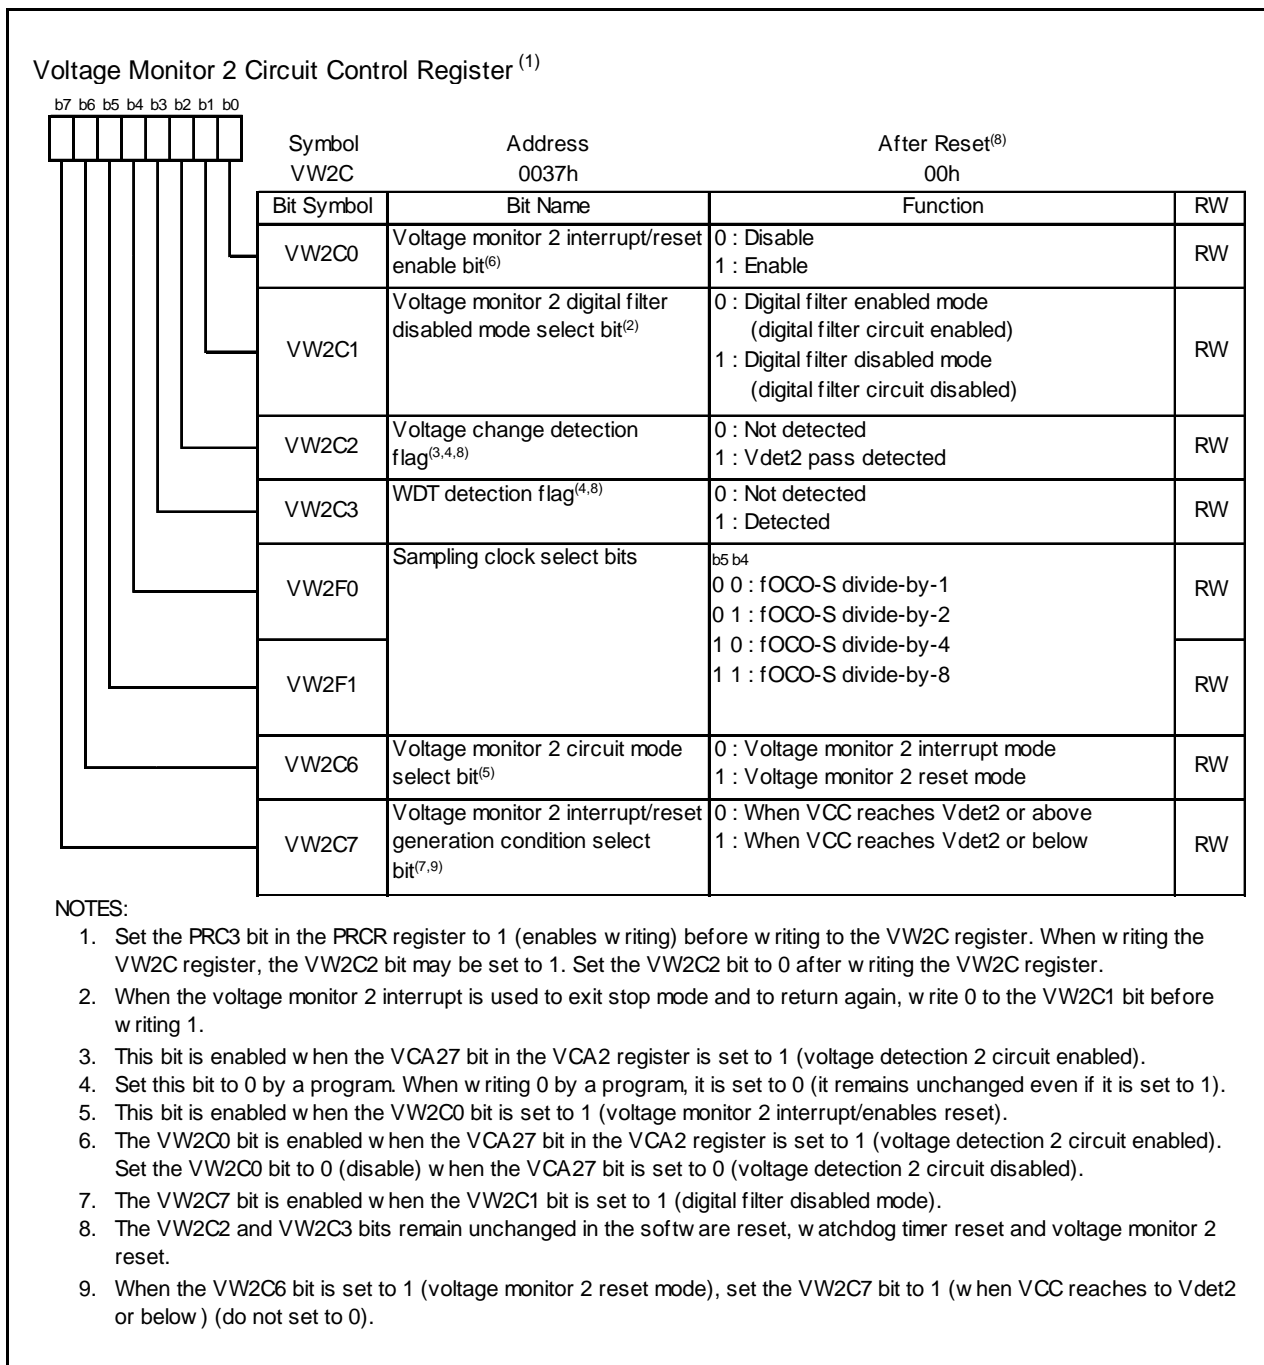 Voltage Monitor 2 Circuit Control Register (1)
b7 b6 b5 b4 b3 b2 b1 b0
Symbol Address After Reset(8)
VW2C 0037h 00h
Bit Symbol Bit Name Function RW
VW2C0 Voltage monitor 2 interrupt/reset enable bit(6) 0 : Disable
1 : Enable RW
VW2C1 Voltage monitor 2 digital filter disabled mode select bit(2) 0 : Digital filter enabled mode
(digital filter circuit enabled)
1 : Digital filter disabled mode
(digital filter circuit disabled) RW
VW2C2 Voltage change detection flag(3,4,8) 0 : Not detected
1 : Vdet2 pass detected RW
VW2C3 WDT detection flag(4,8) 0 : Not detected
1 : Detected RW
VW2F0 Sampling clock select bits b5 b4
0 0 : fOCO-S divide-by-1
0 1 : fOCO-S divide-by-2 RW
1 0 : fOCO-S divide-by-4
VW2F1 1 1 : fOCO-S divide-by-8 RW
VW2C6 Voltage monitor 2 circuit mode select bit(5) 0 : Voltage monitor 2 interrupt mode
1 : Voltage monitor 2 reset mode RW
VW2C7 Voltage monitor 2 interrupt/reset generation condition select bit(7,9) 0 : When VCC reaches Vdet2 or above
1 : When VCC reaches Vdet2 or below RW
NOTES:
1. Set the PRC3 bit in the PRCR register to 1 (enables writing) before writing to the VW2C register. When writing the
VW2C register, the VW2C2 bit may be set to 1. Set the VW2C2 bit to 0 after writing the VW2C register.
2. When the voltage monitor 2 interrupt is used to exit stop mode and to return again, write 0 to the VW2C1 bit before
writing 1.
3. This bit is enabled when the VCA27 bit in the VCA2 register is set to 1 (voltage detection 2 circuit enabled).
4. Set this bit to 0 by a program. When writing 0 by a program, it is set to 0 (it remains unchanged even if it is set to 1).
5. This bit is enabled when the VW2C0 bit is set to 1 (voltage monitor 2 interrupt/enables reset).
6. The VW2C0 bit is enabled when the VCA27 bit in the VCA2 register is set to 1 (voltage detection 2 circuit enabled).
Set the VW2C0 bit to 0 (disable) when the VCA27 bit is set to 0 (voltage detection 2 circuit disabled).
7. The VW2C7 bit is enabled when the VW2C1 bit is set to 1 (digital filter disabled mode).
8. The VW2C2 and VW2C3 bits remain unchanged in the software reset, watchdog timer reset and voltage monitor 2
reset.
9. When the VW2C6 bit is set to 1 (voltage monitor 2 reset mode), set the VW2C7 bit to 1 (when VCC reaches to Vdet2
or below) (do not set to 0).